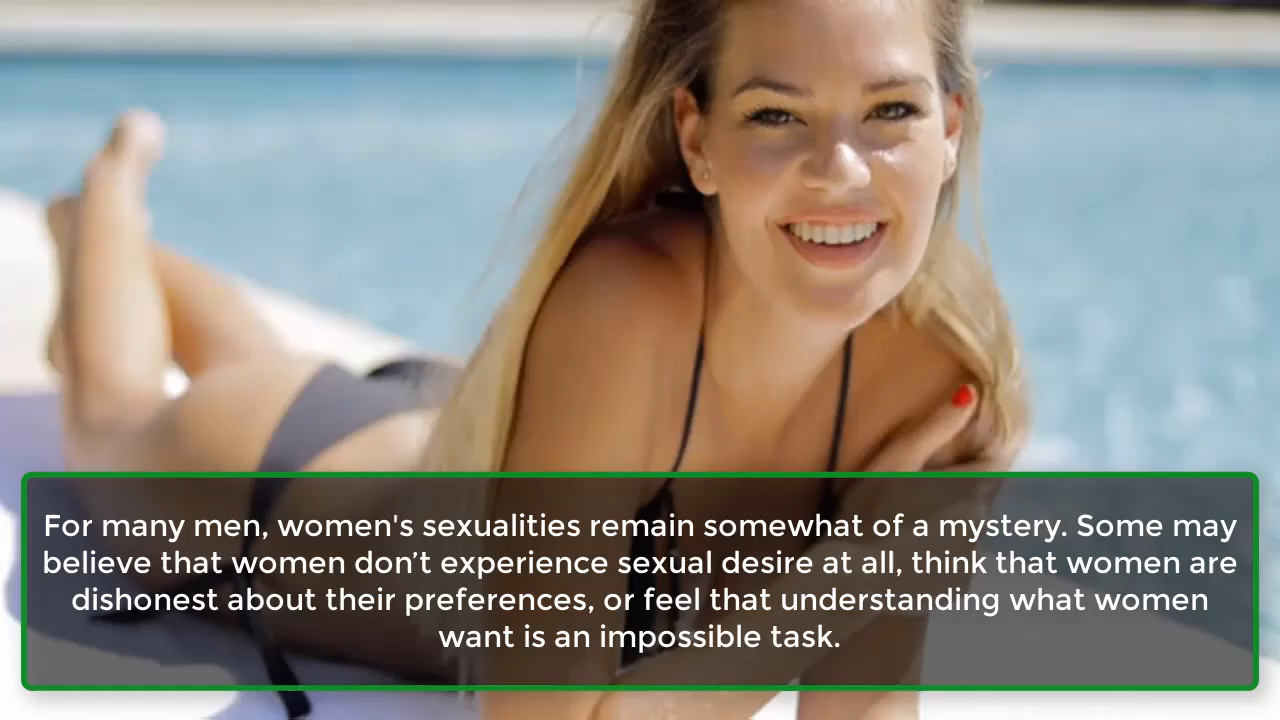 For many men, women's sexualities remain somewhat of a mystery. Some may
believe that women don’t experience sexual desire at all, think that women are
dishonest about their preferences, or feel that understanding what women
want is an impossible task.